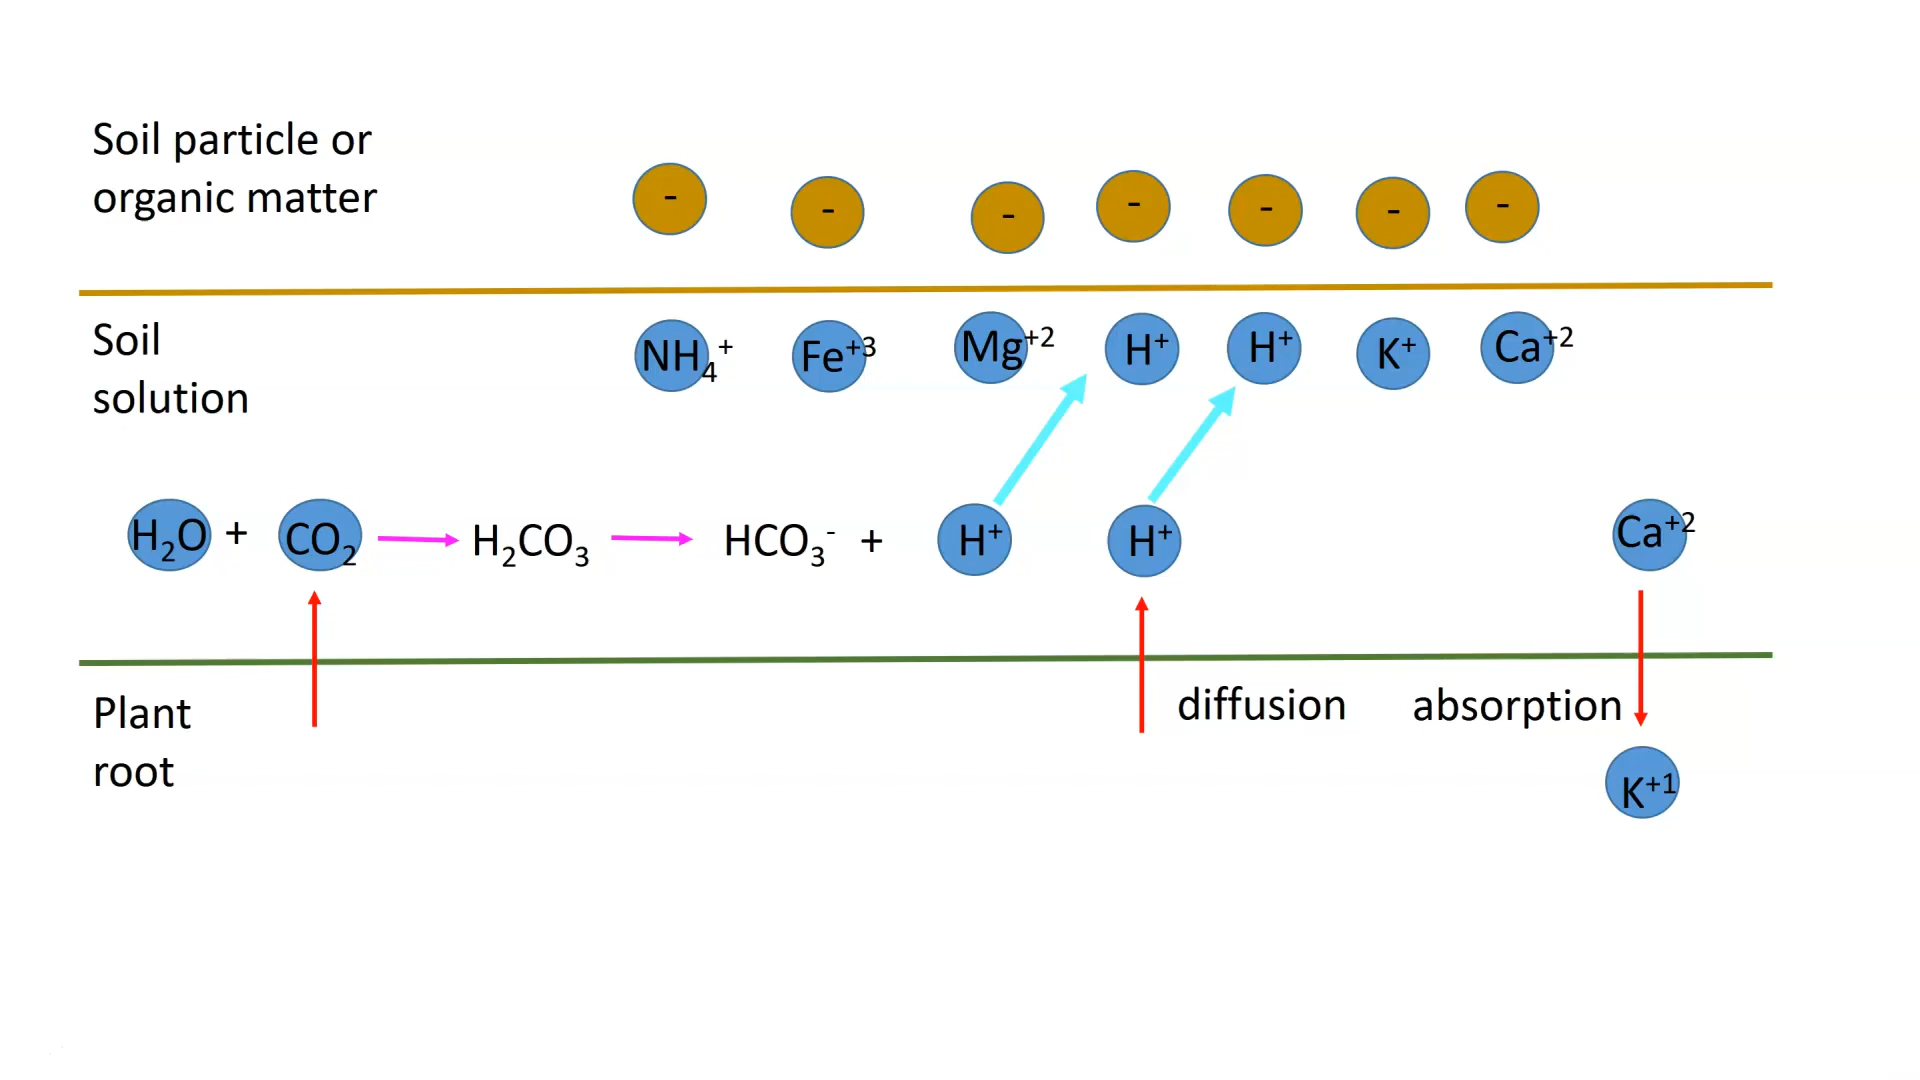 Soil particle or
organic matter
- - - - - - -
Soil
solution
NH₄⁺ Fe⁺³ Mg⁺² H⁺ H⁺ K⁺ Ca⁺²
H₂O + CO₂ H₂CO₃ HCO₃⁻ + H⁺ H⁺ Ca⁺²
Plant
root
diffusion absorption
K⁺¹